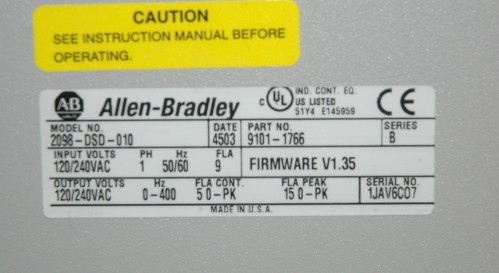 CAUTION
SEE INSTRUCTION MANUAL BEFORE
OPERATING.
AB Allen-Bradley c UL US IND. CONT. EQ.
LISTED
51Y4 E145959
CE
MODEL NO. DATE PART NO. SERIES
2098-DSD-010 4503 9101-1766 B
INPUT VOLTS PH Hz FLA
120/240VAC 1 50/60 9 FIRMWARE V1.35
OUTPUT VOLTS Hz FLA CONT. FLA PEAK SERIAL NO.
120/240VAC 0-400 5 0-PK 15 0-PK 1JAV6C07
MADE IN U.S.A.